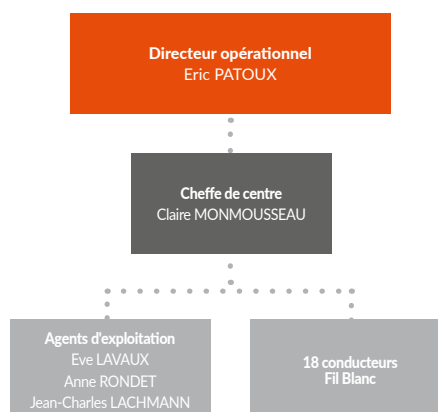 Directeur opérationnel
Eric PATOUX
Cheffe de centre
Claire MONMOUSSEAU
Agents d'exploitation
Eve LAVAUX
Anne RONDET
Jean-Charles LACHMANN
18 conducteurs
Fil Blanc